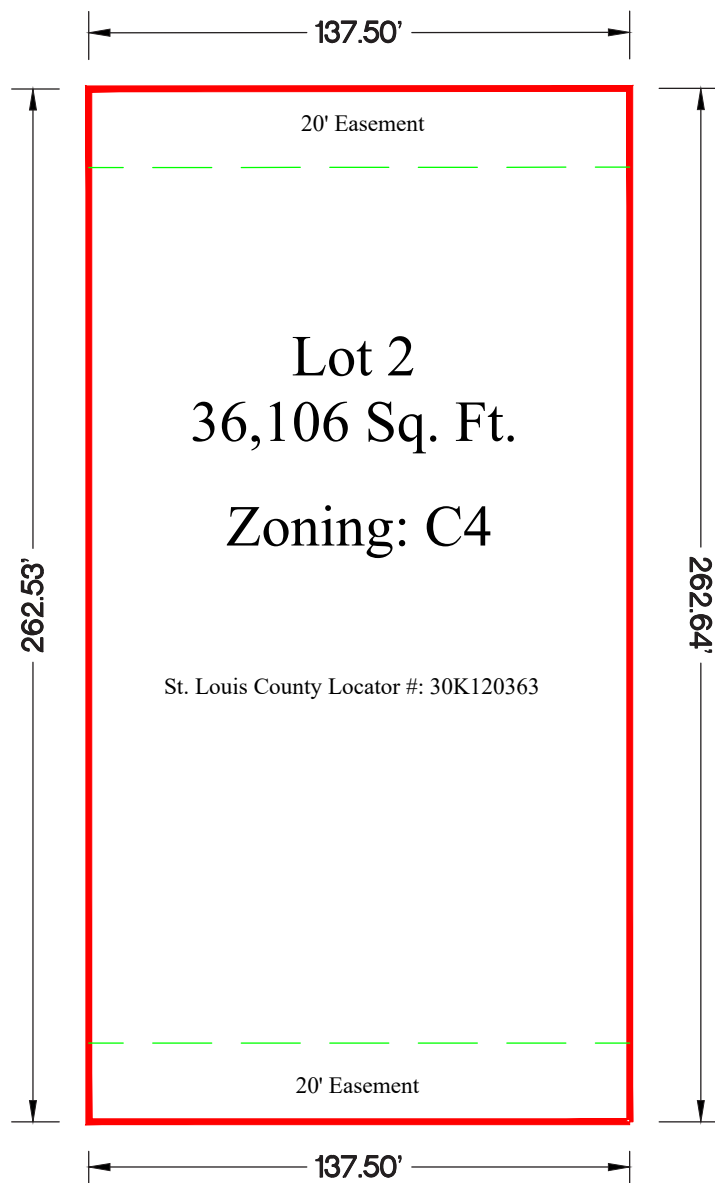 137.50'
20' Easement
Lot 2
36,106 Sq. Ft.
Zoning: C4
262.53'
262.64'
St. Louis County Locator #: 30K120363
20' Easement
137.50'